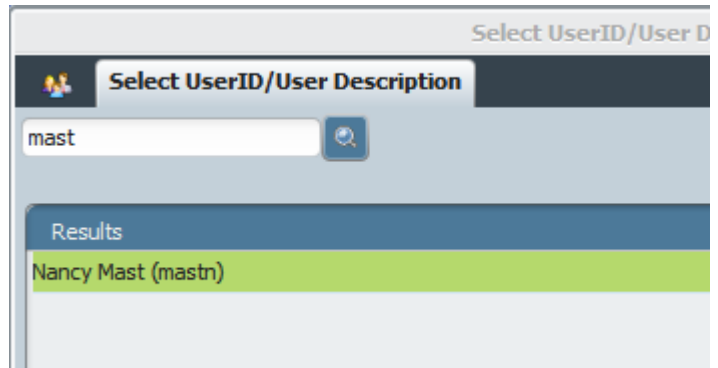 Select UserID/User D
Select UserID/User Description
mast
Results
Nancy Mast (mastn)